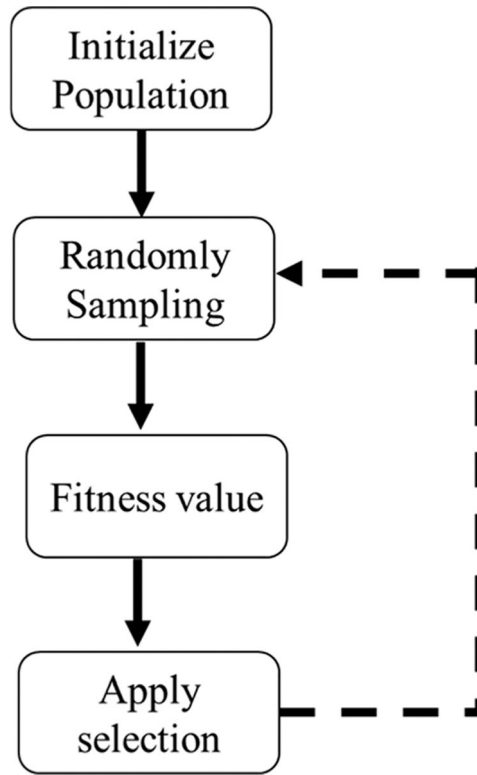 Initialize
Population
Randomly
Sampling
Fitness value
Apply
selection